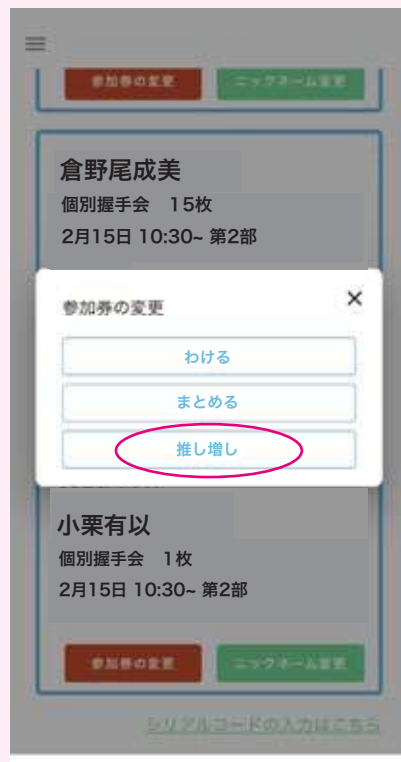 参加券の変更 ニックネーム変更
倉野尾成美
個別握手会　15枚
2月15日 10:30~ 第2部
参加券の変更 ×
わける
まとめる
推し増し
小栗有以
個別握手会　1枚
2月15日 10:30~ 第2部
参加券の変更 ニックネーム変更
シリアルコードの入力はこちら